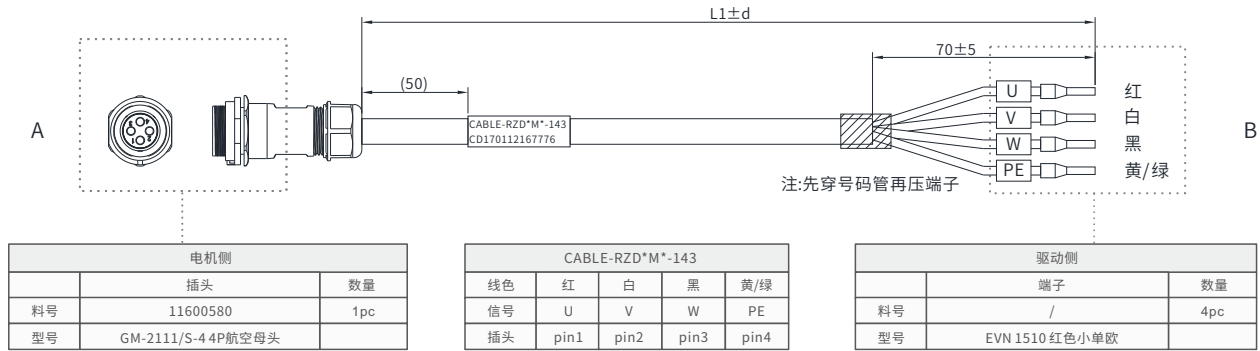 L1±d
70±5
(50)
A
CABLE-RZD*M*-143
CD170112167776
U 红
V 白
W 黑
PE 黄/绿
B
注:先穿号码管再压端子
电机侧
插头 数量
料号 11600580 1pc
型号 GM-2111/S-4 4P航空母头
CABLE-RZD*M*-143
线色 红 白 黑 黄/绿
信号 U V W PE
插头 pin1 pin2 pin3 pin4
驱动侧
端子 数量
料号 / 4pc
型号 EVN 1510 红色小单欧